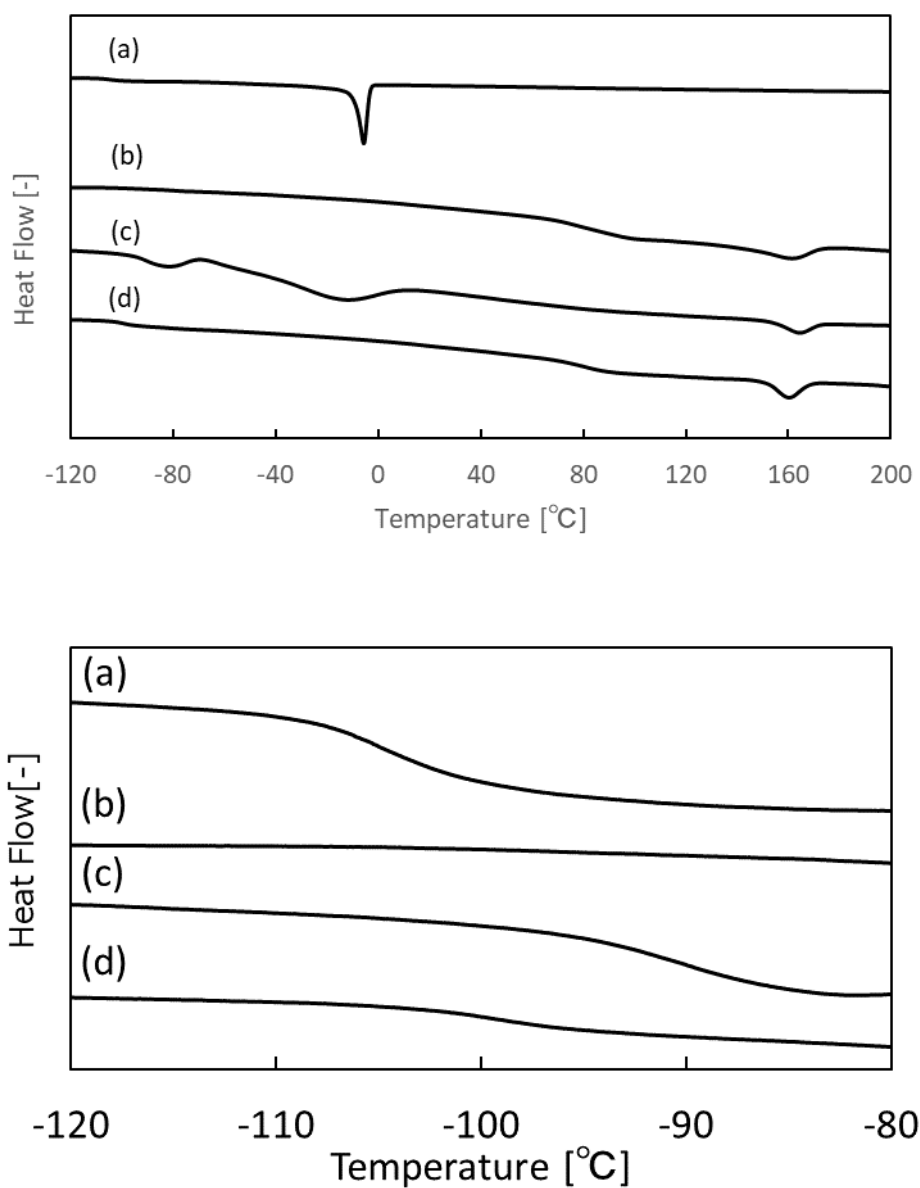 (a)
(b)
(c)
(d)
Heat Flow [-]
-120 -80 -40 0 40 80 120 160 200
Temperature [℃]
(a)
(b)
(c)
(d)
Heat Flow[-]
-120 -110 -100 -90 -80
Temperature [℃]